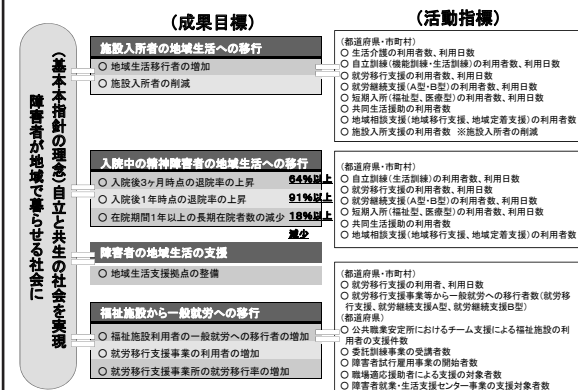 (成果目標)
(活動指標)
(基本本指針の理念)自立と共生の社会を実現
障害者が地域で暮らせる社会に
施設入所者の地域生活への移行
○ 地域生活移行者の増加
○ 施設入所者の削減
(都道府県・市町村)
○ 生活介護の利用者数、利用日数
○ 自立訓練(機能訓練・生活訓練)の利用者数、利用日数
○ 就労移行支援の利用者数、利用日数
○ 就労継続支援(A型・B型)の利用者数、利用日数
○ 短期入所(福祉型、医療型)の利用者数、利用日数
○ 共同生活援助の利用者数
○ 地域相談支援(地域移行支援、地域定着支援)の利用者数
○ 施設入所支援の利用者数 ※施設入所者の削減
入院中の精神障害者の地域生活への移行
○ 入院後3ヶ月時点の退院率の上昇 64%以上
○ 入院後1年時点の退院率の上昇 91%以上
○ 在院期間1年以上の長期在院者数の減少 18%以上
減少
(都道府県・市町村)
○ 自立訓練(生活訓練)の利用者数、利用日数
○ 就労移行支援の利用者数、利用日数
○ 就労継続支援(A型・B型)の利用者数、利用日数
○ 短期入所(福祉型、医療型)の利用者数、利用日数
○ 共同生活援助の利用者数
○ 地域相談支援(地域移行支援、地域定着支援)の利用者数
障害者の地域生活の支援
○ 地域生活支援拠点の整備
福祉施設から一般就労への移行
○ 福祉施設利用者の一般就労への移行者の増加
○ 就労移行支援事業の利用者の増加
○ 就労移行支援事業所の就労移行率の増加
(都道府県・市町村)
○ 就労移行支援の利用者、利用日数
○ 就労移行支援事業等から一般就労への移行者数(就労移
行支援、就労継続支援A型、就労継続支援B型)
(都道府県)
○ 公共職業安定所におけるチーム支援による福祉施設の利
用者の支援件数
○ 委託訓練事業の受講者数
○ 障害者試行雇用事業の開始者数
○ 職場適応援助者による支援の対象者数
○ 障害者就業・生活支援センター事業の支援対象者数